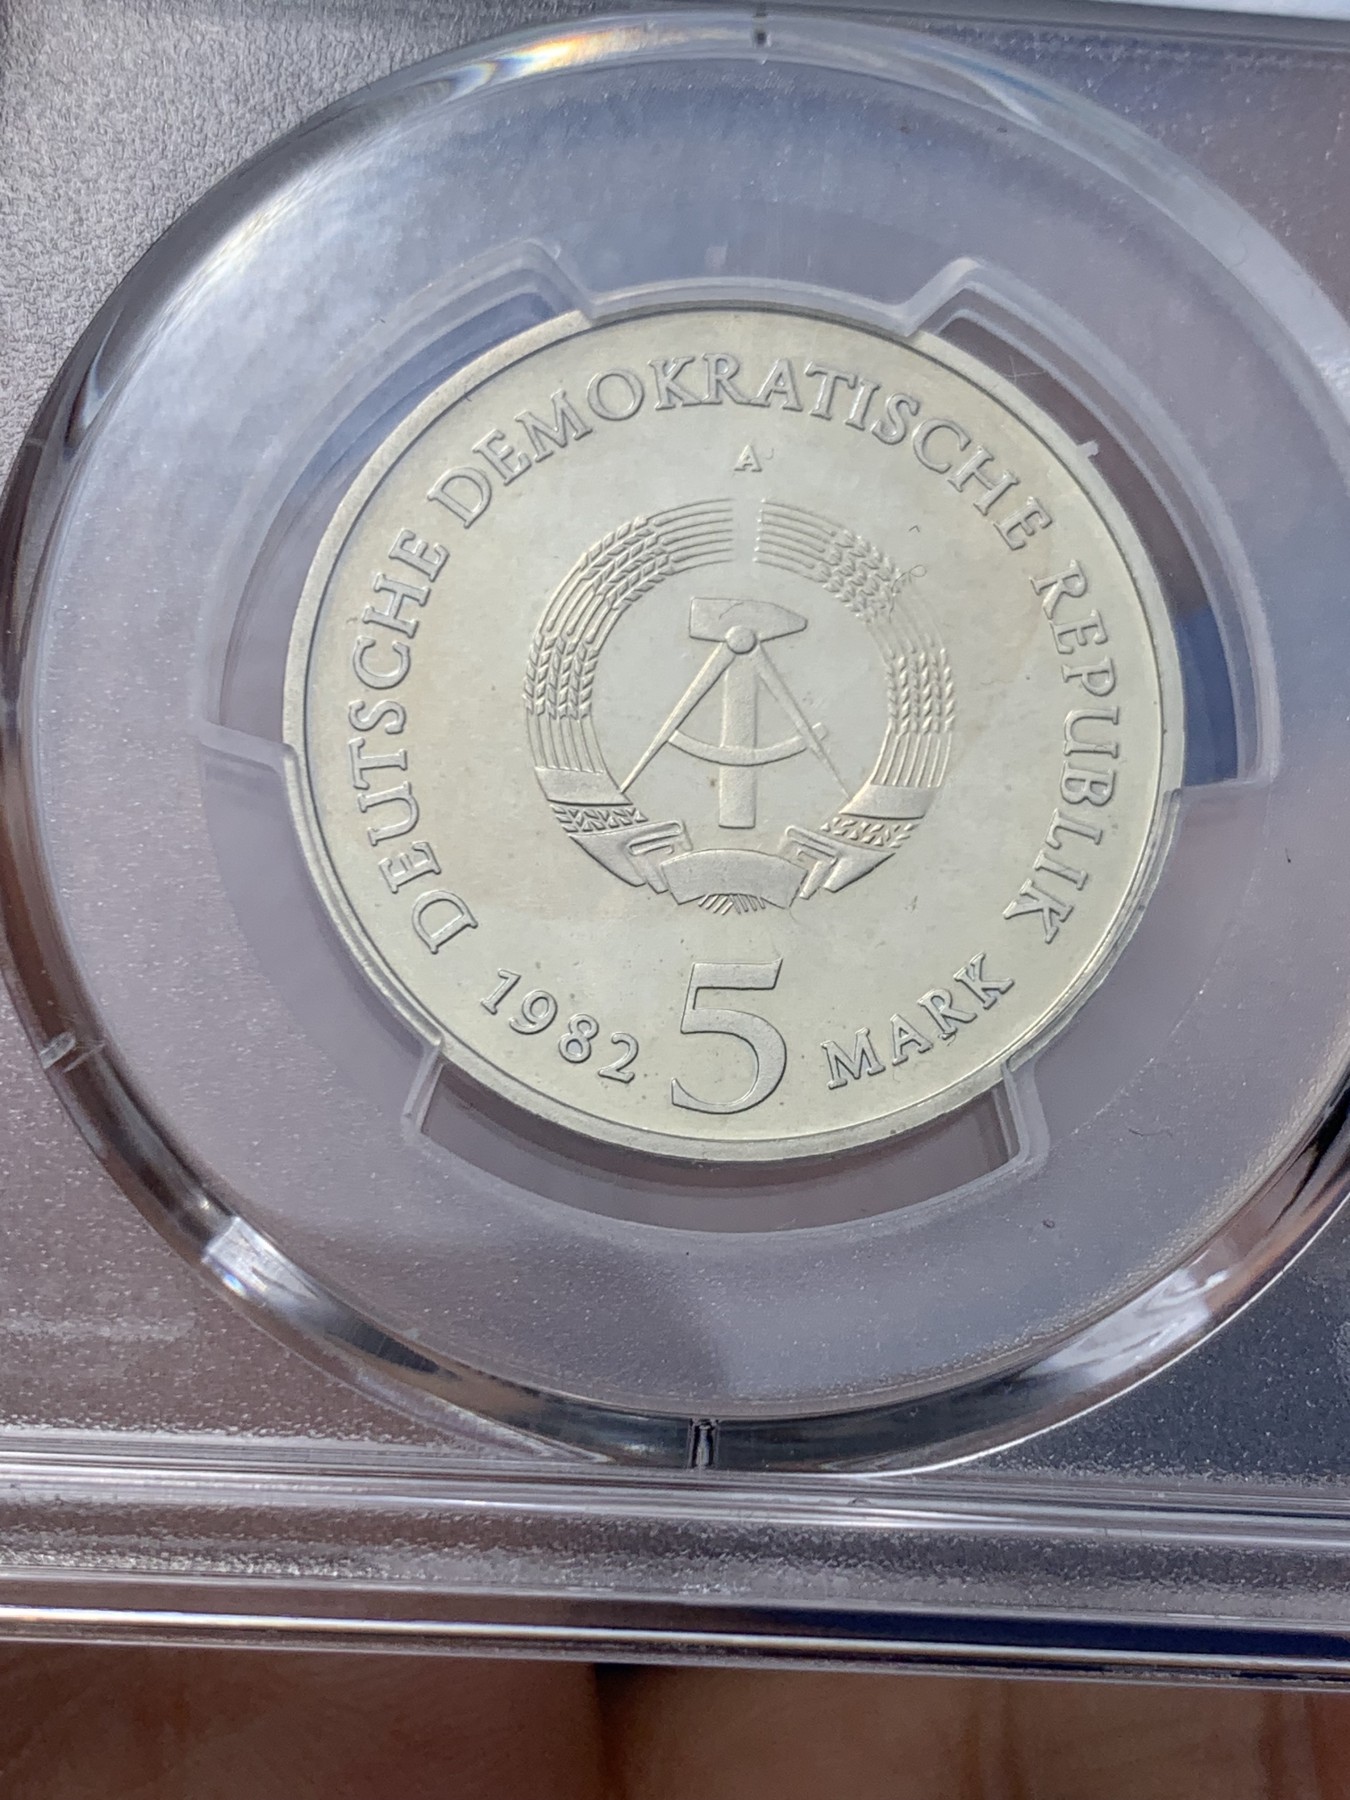 DEUTSCHE DEMOKRATISCHE REPUBLIK
A
1982 5 MARK